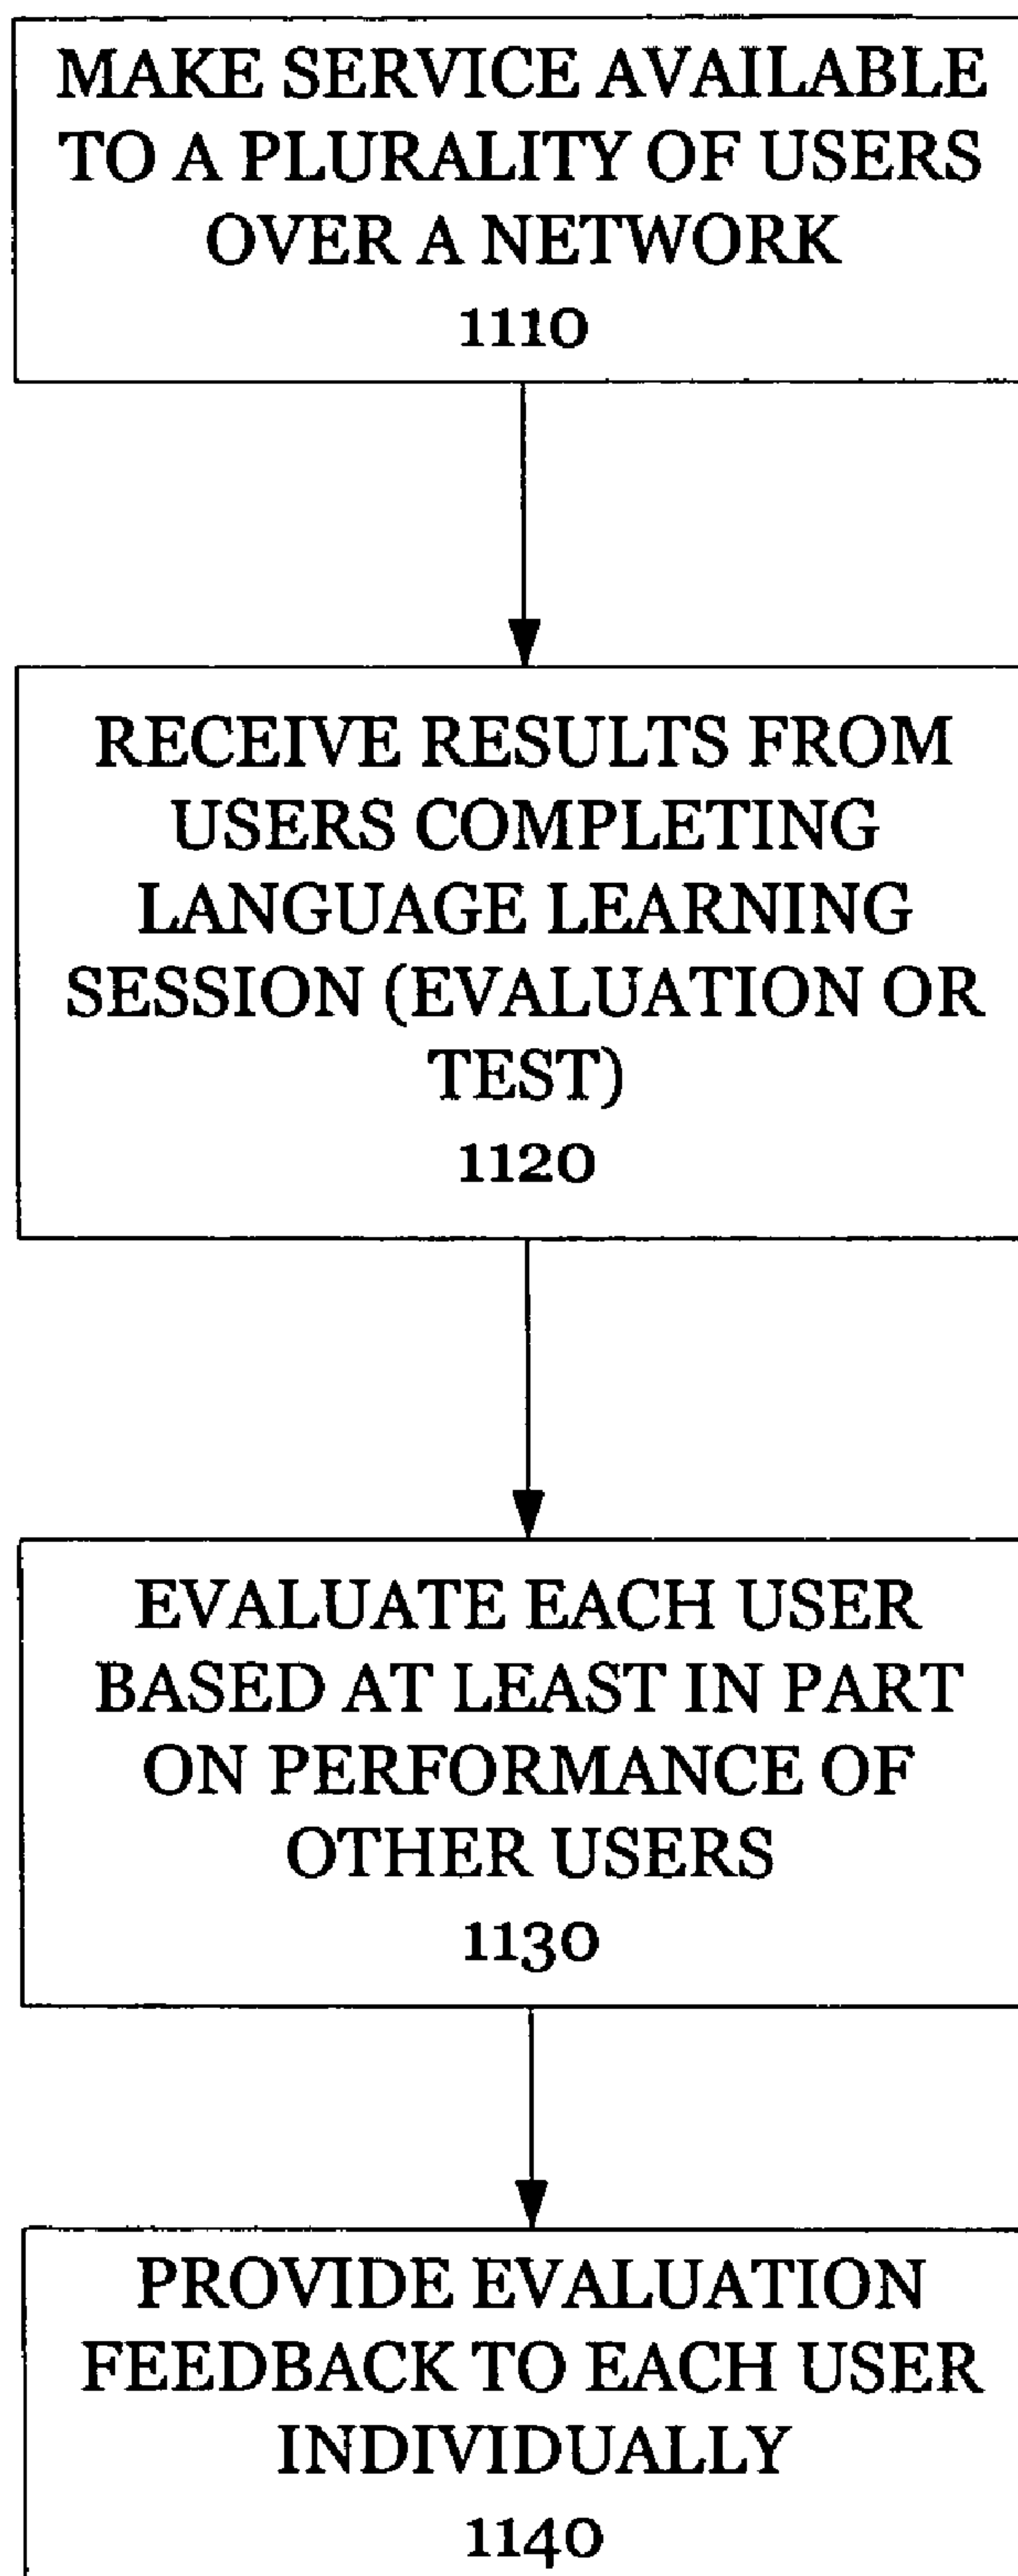 MAKE SERVICE AVAILABLE
TO A PLURALITY OF USERS
OVER A NETWORK
1110
RECEIVE RESULTS FROM
USERS COMPLETING
LANGUAGE LEARNING
SESSION (EVALUATION OR
TEST)
1120
EVALUATE EACH USER
BASED AT LEAST IN PART
ON PERFORMANCE OF
OTHER USERS
1130
PROVIDE EVALUATION
FEEDBACK TO EACH USER
INDIVIDUALLY
1140